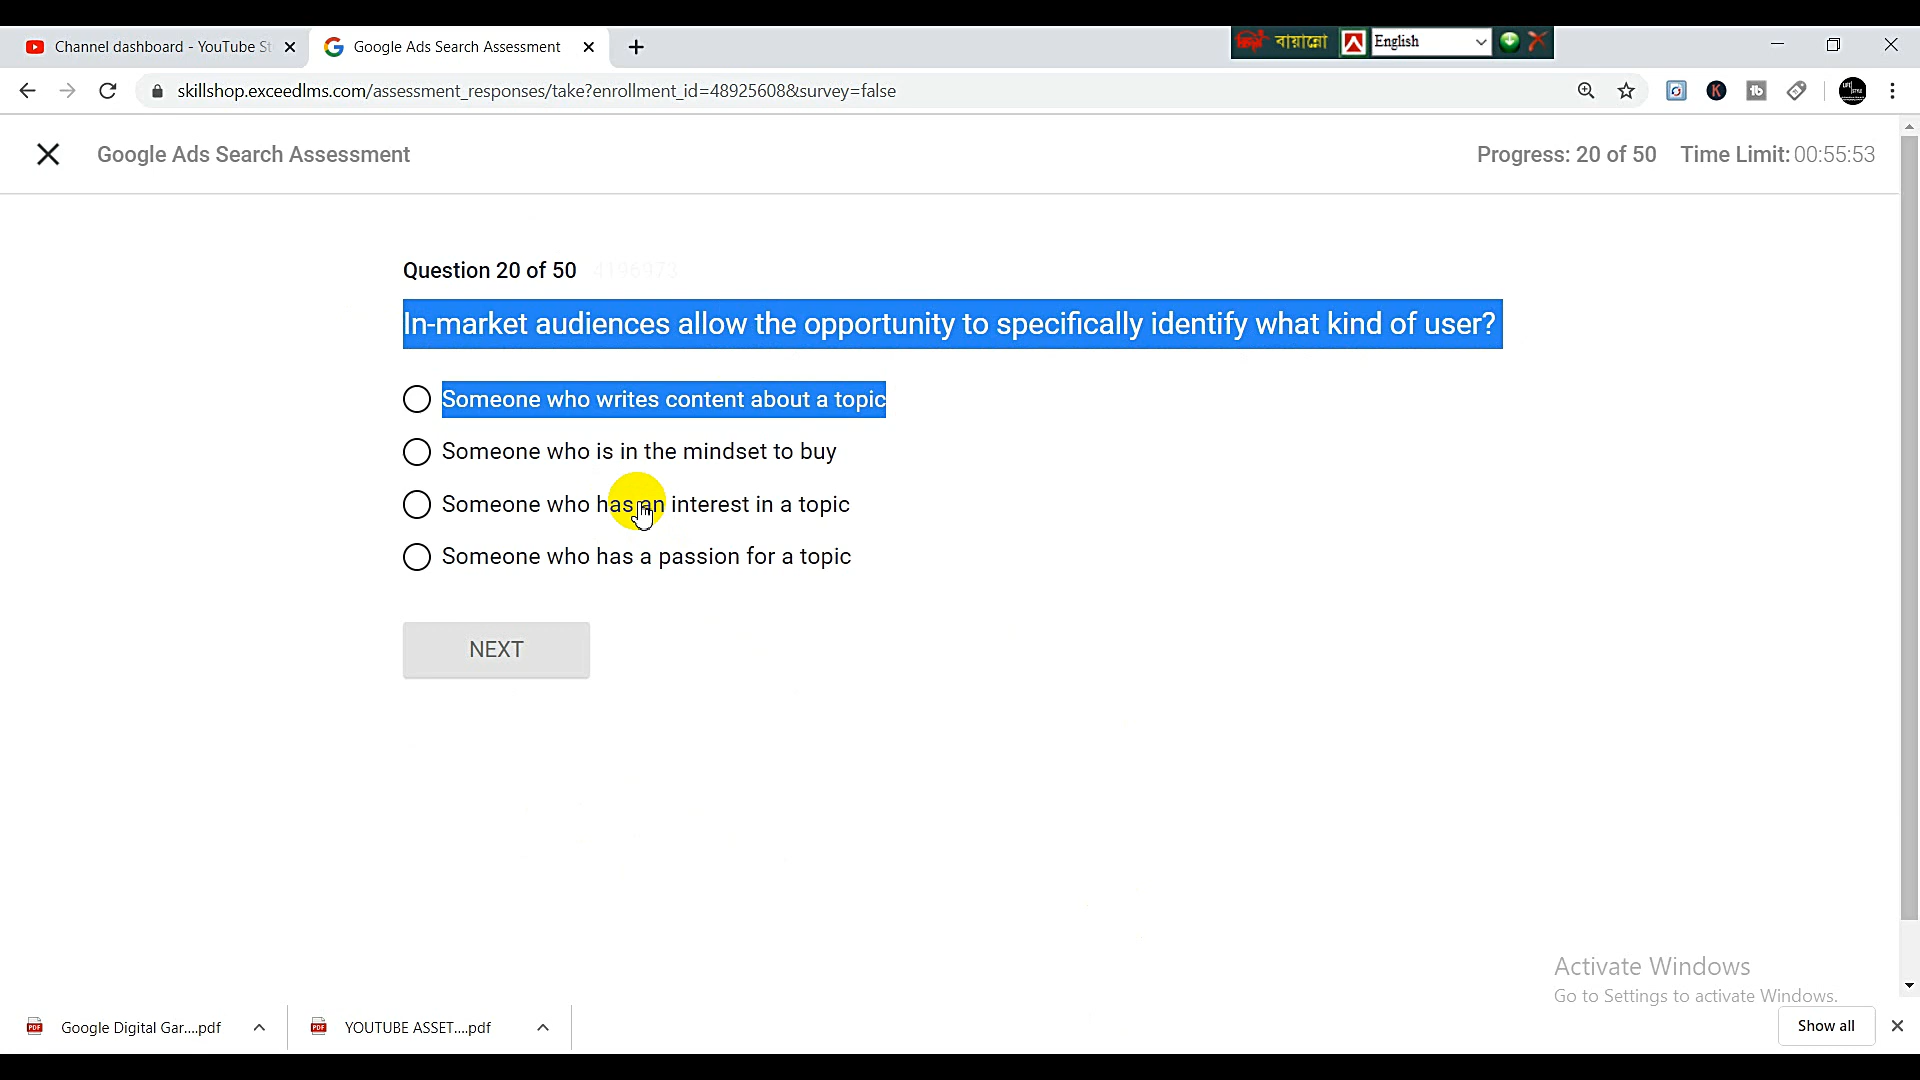 Channel dashboard - YouTube St
Google Ads Search Assessment
বায়ান্নো
English
skillshop.exceedlms.com/assessment_responses/take?enrollment_id=48925608&survey=false
Google Ads Search Assessment
Progress: 20 of 50
Time Limit: 00:55:53
Question 20 of 50 4196973
In-market audiences allow the opportunity to specifically identify what kind of user?
Someone who writes content about a topic
Someone who is in the mindset to buy
Someone who has an interest in a topic
Someone who has a passion for a topic
NEXT
Activate Windows
Go to Settings to activate Windows.
Google Digital Gar....pdf
YOUTUBE ASSET....pdf
Show all